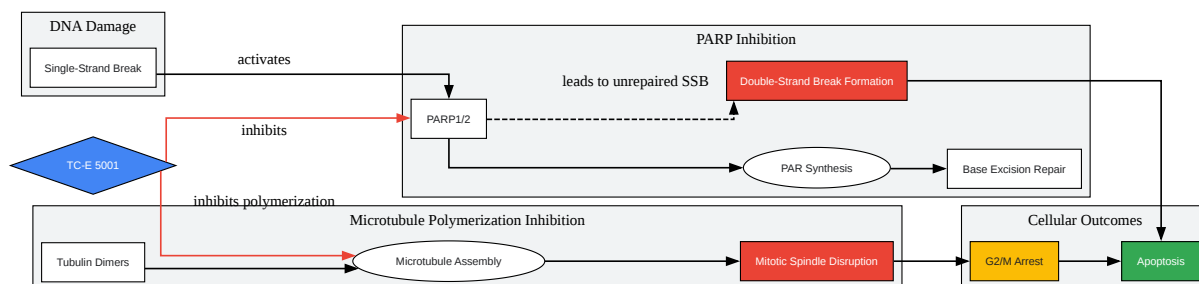 DNA Damage
Single-Strand Break
activates
PARP Inhibition
leads to unrepaired SSB
Double-Strand Break Formation
PARP1/2
inhibits
TC-E 5001
PAR Synthesis
Base Excision Repair
inhibits polymerization
Microtubule Polymerization Inhibition
Cellular Outcomes
Tubulin Dimers
Microtubule Assembly
Mitotic Spindle Disruption
G2/M Arrest
Apoptosis